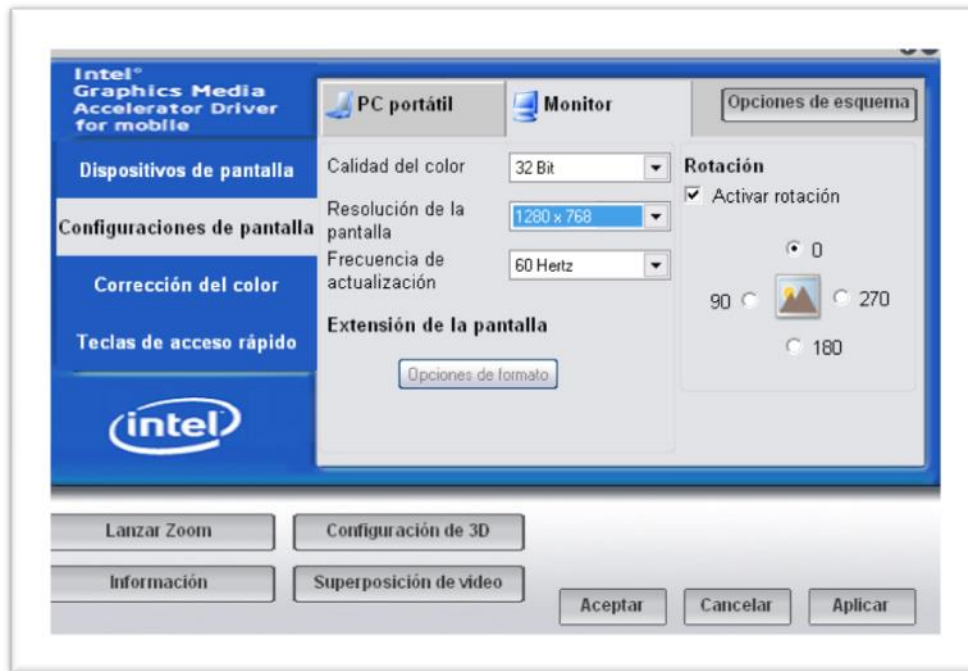 Intel®
Graphics Media
Accelerator Driver
for mobile
Dispositivos de pantalla
Configuraciones de pantalla
Corrección del color
Teclas de acceso rápido
intel
PC portátil
Monitor
Opciones de esquema
Calidad del color
32 Bit
Resolución de la
pantalla
1280 x 768
Frecuencia de
actualización
60 Hertz
Extensión de la pantalla
Opciones de formato
Rotación
Activar rotación
0
90
270
180
Lanzar Zoom
Configuración de 3D
Información
Superposición de video
Aceptar
Cancelar
Aplicar